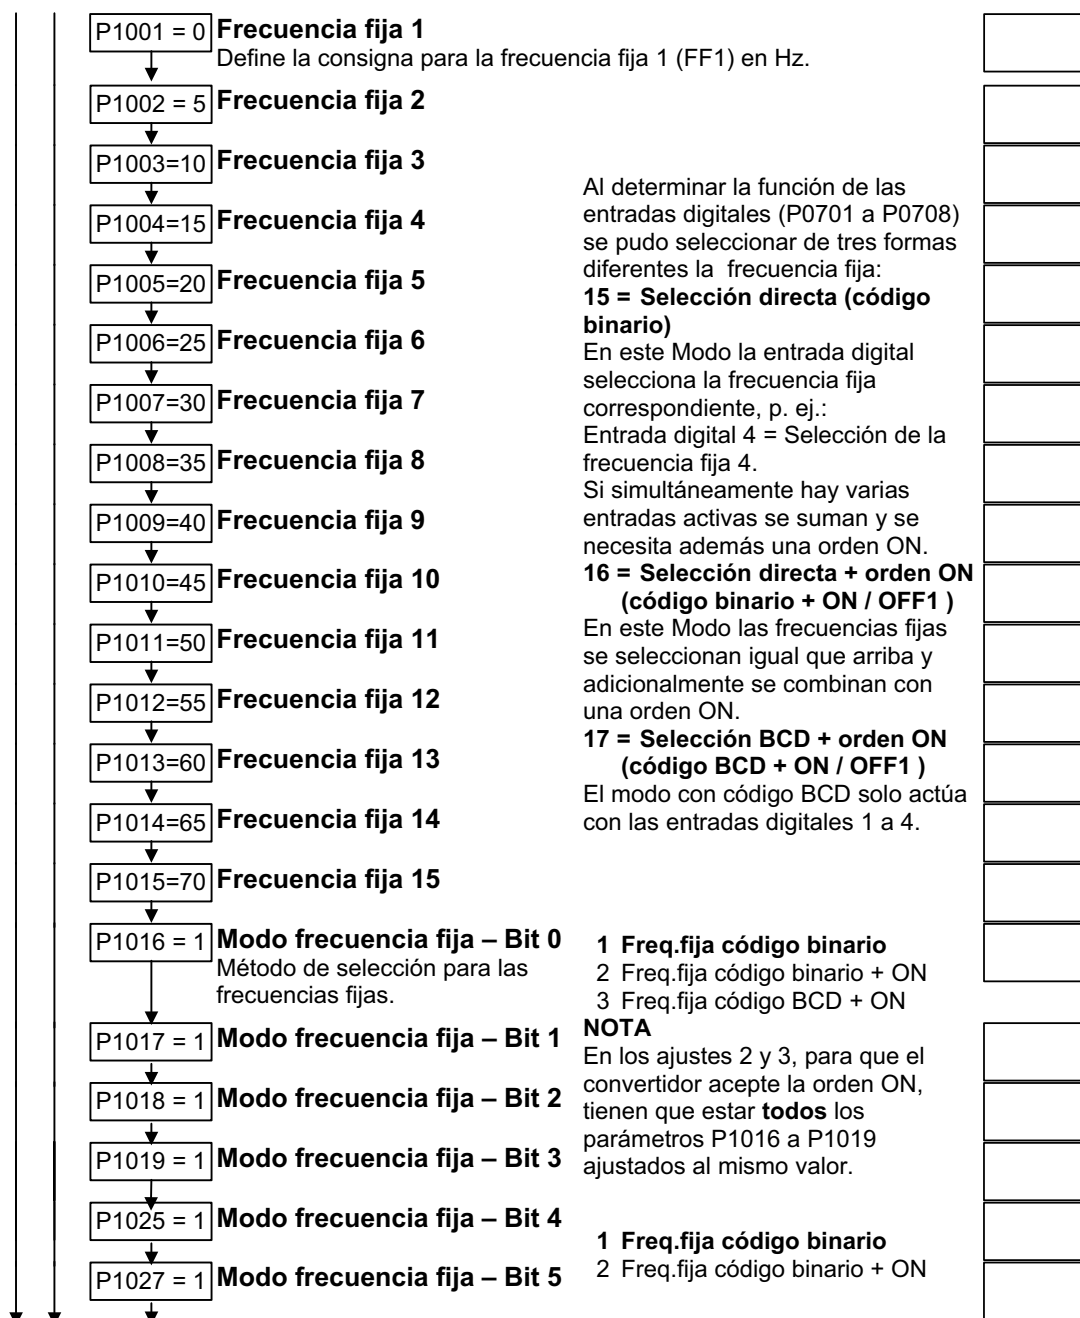 P1001 = 0 Frecuencia fija 1
Define la consigna para la frecuencia fija 1 (FF1) en Hz.
P1002 = 5 Frecuencia fija 2
P1003=10 Frecuencia fija 3
P1004=15 Frecuencia fija 4
P1005=20 Frecuencia fija 5
P1006=25 Frecuencia fija 6
P1007=30 Frecuencia fija 7
P1008=35 Frecuencia fija 8
P1009=40 Frecuencia fija 9
P1010=45 Frecuencia fija 10
P1011=50 Frecuencia fija 11
P1012=55 Frecuencia fija 12
P1013=60 Frecuencia fija 13
P1014=65 Frecuencia fija 14
P1015=70 Frecuencia fija 15
Al determinar la función de las
entradas digitales (P0701 a P0708)
se pudo seleccionar de tres formas
diferentes la frecuencia fija:
15 = Selección directa (código
binario)
En este Modo la entrada digital
selecciona la frecuencia fija
correspondiente, p. ej.:
Entrada digital 4 = Selección de la
frecuencia fija 4.
Si simultáneamente hay varias
entradas activas se suman y se
necesita además una orden ON.
16 = Selección directa + orden ON
(código binario + ON / OFF1 )
En este Modo las frecuencias fijas
se seleccionan igual que arriba y
adicionalmente se combinan con
una orden ON.
17 = Selección BCD + orden ON
(código BCD + ON / OFF1 )
El modo con código BCD solo actúa
con las entradas digitales 1 a 4.
P1016 = 1 Modo frecuencia fija – Bit 0
Método de selección para las
frecuencias fijas.
P1017 = 1 Modo frecuencia fija – Bit 1
P1018 = 1 Modo frecuencia fija – Bit 2
P1019 = 1 Modo frecuencia fija – Bit 3
1 Freq.fija código binario
2 Freq.fija código binario + ON
3 Freq.fija código BCD + ON
NOTA
En los ajustes 2 y 3, para que el
convertidor acepte la orden ON,
tienen que estar todos los
parámetros P1016 a P1019
ajustados al mismo valor.
P1025 = 1 Modo frecuencia fija – Bit 4
P1027 = 1 Modo frecuencia fija – Bit 5
1 Freq.fija código binario
2 Freq.fija código binario + ON